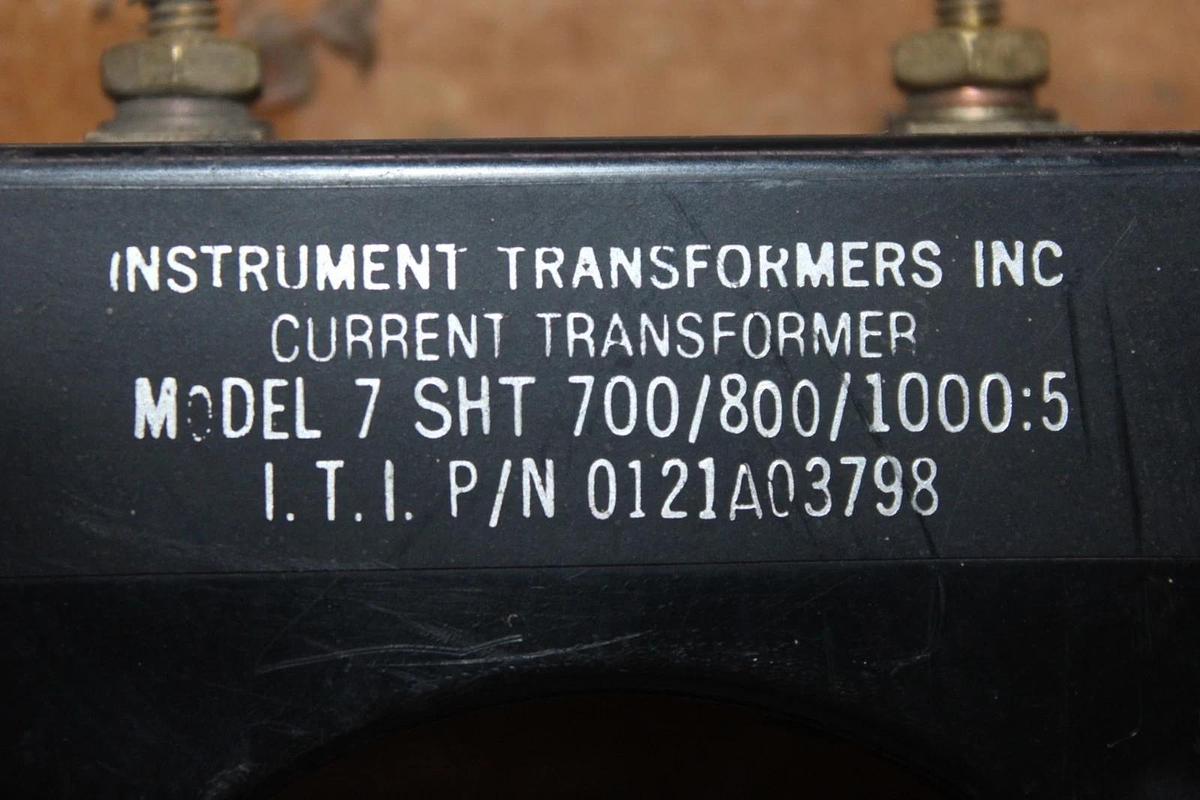 INSTRUMENT TRANSFORMERS INC
CURRENT TRANSFORMER
MODEL 7 SHT 700/800/1000:5
I.T.I. P/N 0121A03798